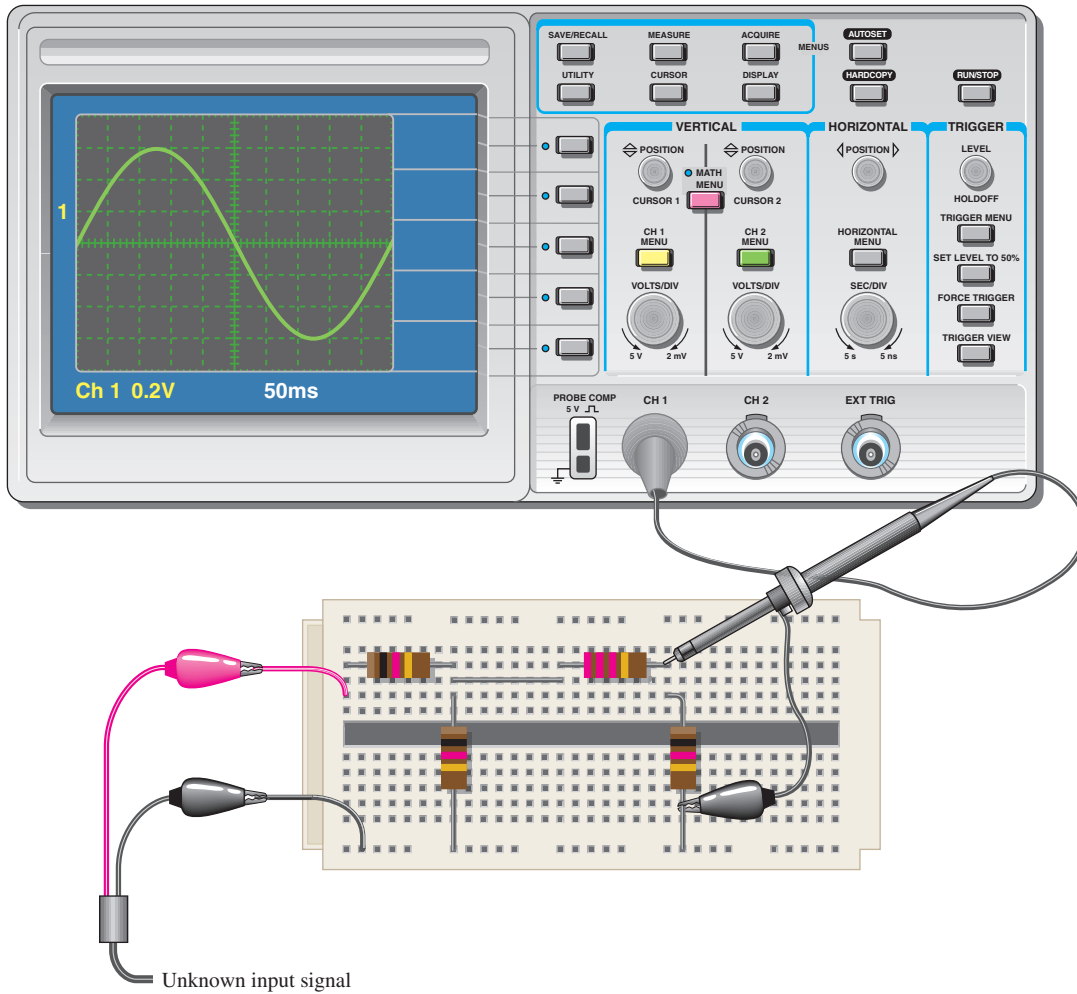 SAVE/RECALL MEASURE ACQUIRE MENUS AUTOSET
UTILITY CURSOR DISPLAY HARDCOPY RUN/STOP
VERTICAL HORIZONTAL TRIGGER
POSITION POSITION POSITION LEVEL
MATH
MENU
CURSOR 1 CURSOR 2 HOLDOFF
TRIGGER MENU
1
CH 1
MENU
CH 2
MENU
HORIZONTAL
MENU
SET LEVEL TO 50%
VOLTS/DIV VOLTS/DIV SEC/DIV
FORCE TRIGGER
TRIGGER VIEW
5 V 2 mV 5 V 2 mV 5 s 5 ns
Ch 1 0.2V 50ms
PROBE COMP
5 V
CH 1 CH 2 EXT TRIG
Unknown input signal